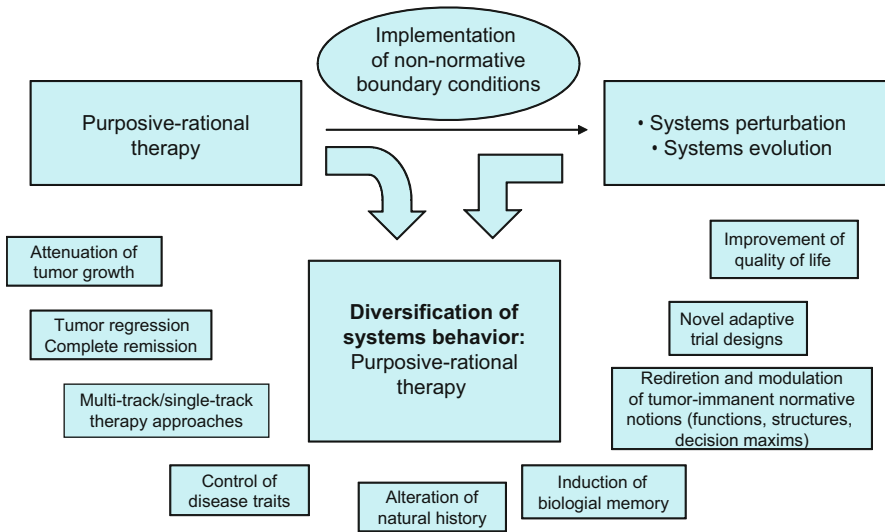 Implementation
of non-normative
boundary conditions
Purposive-rational
therapy
• Systems perturbation
• Systems evolution
Attenuation of
tumor growth
Tumor regression
Complete remission
Multi-track/single-track
therapy approaches
Control of
disease traits
Diversification of
systems behavior:
Purposive-rational
therapy
Alteration of
natural history
Induction of
biologial memory
Improvement of
quality of life
Novel adaptive
trial designs
Rediretion and modulation
of tumor-immanent normative
notions (functions, structures,
decision maxims)